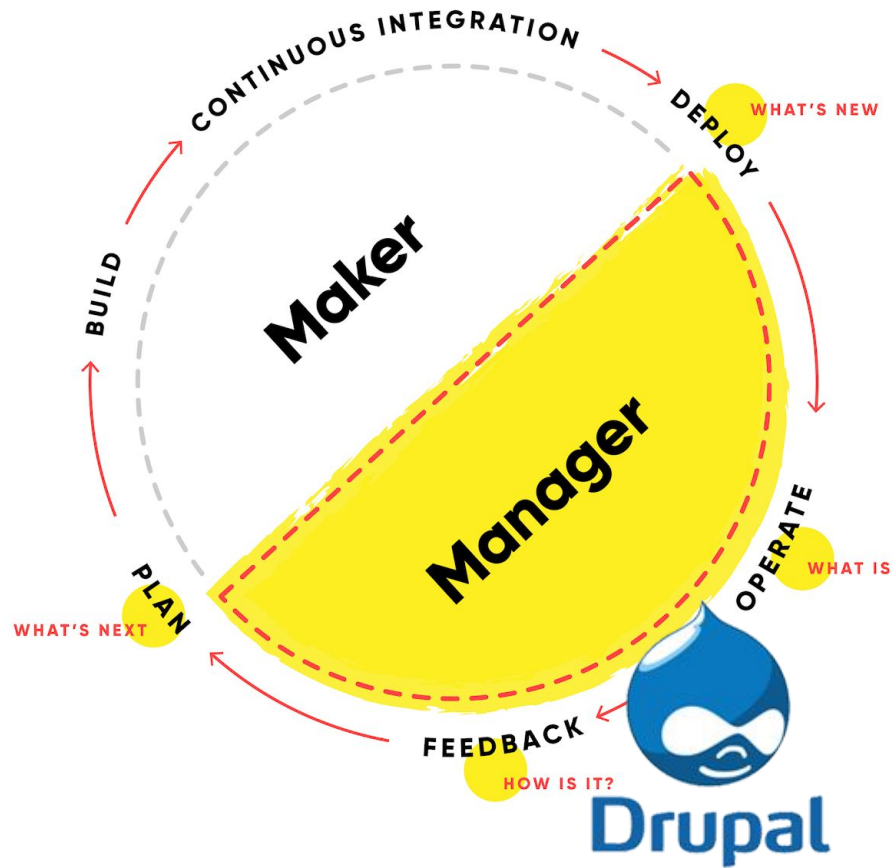 CONTINUOUS INTEGRATION
DEPLOY
WHAT'S NEW
BUILD
Maker
Manager
OPERATE
WHAT IS
PLAN
WHAT'S NEXT
FEEDBACK
HOW IS IT?
Drupal